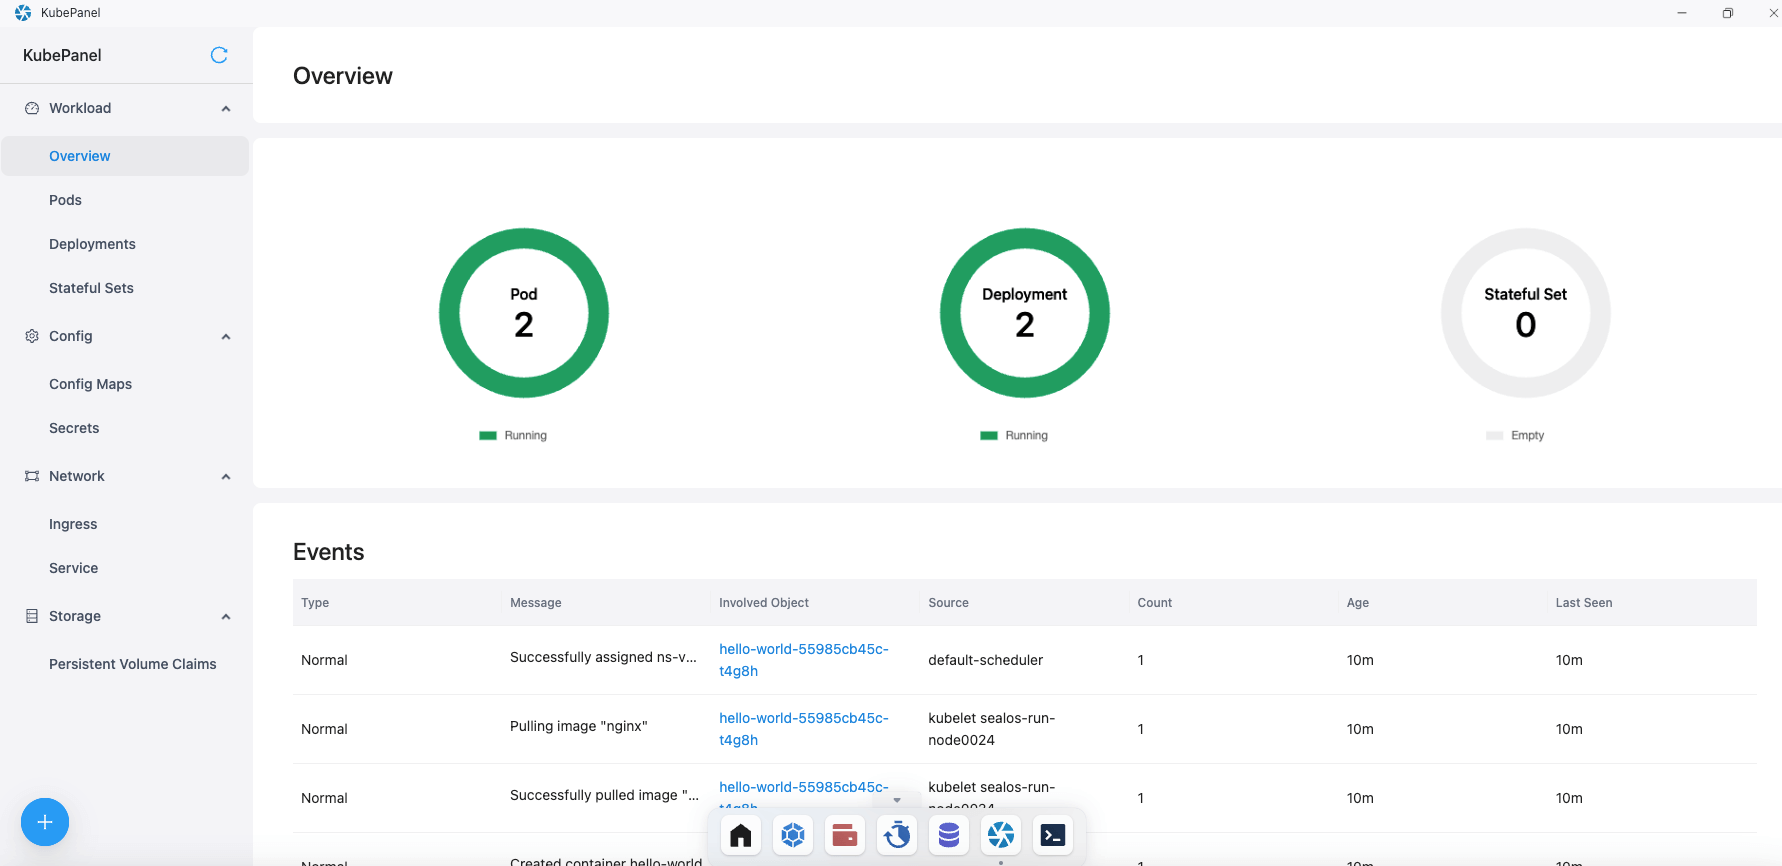 KubePanel
KubePanel
Workload
Overview
Pods
Deployments
Stateful Sets
Config
Config Maps
Secrets
Network
Ingress
Service
Storage
Persistent Volume Claims
Overview
Pod
2
Running
Deployment
2
Running
Stateful Set
0
Empty
Events
Type Message Involved Object Source Count Age Last Seen
Normal Successfully assigned ns-v... hello-world-55985cb45c- default-scheduler 1 10m 10m
t4g8h
Normal Pulling image "nginx" hello-world-55985cb45c- kubelet sealos-run- 1 10m 10m
t4g8h node0024
Normal Successfully pulled image "... hello-world-55985cb45c- kubelet sealos-run- 1 10m 10m
t4g8h node0024
Normal Created container hello-world 1 10m 10m